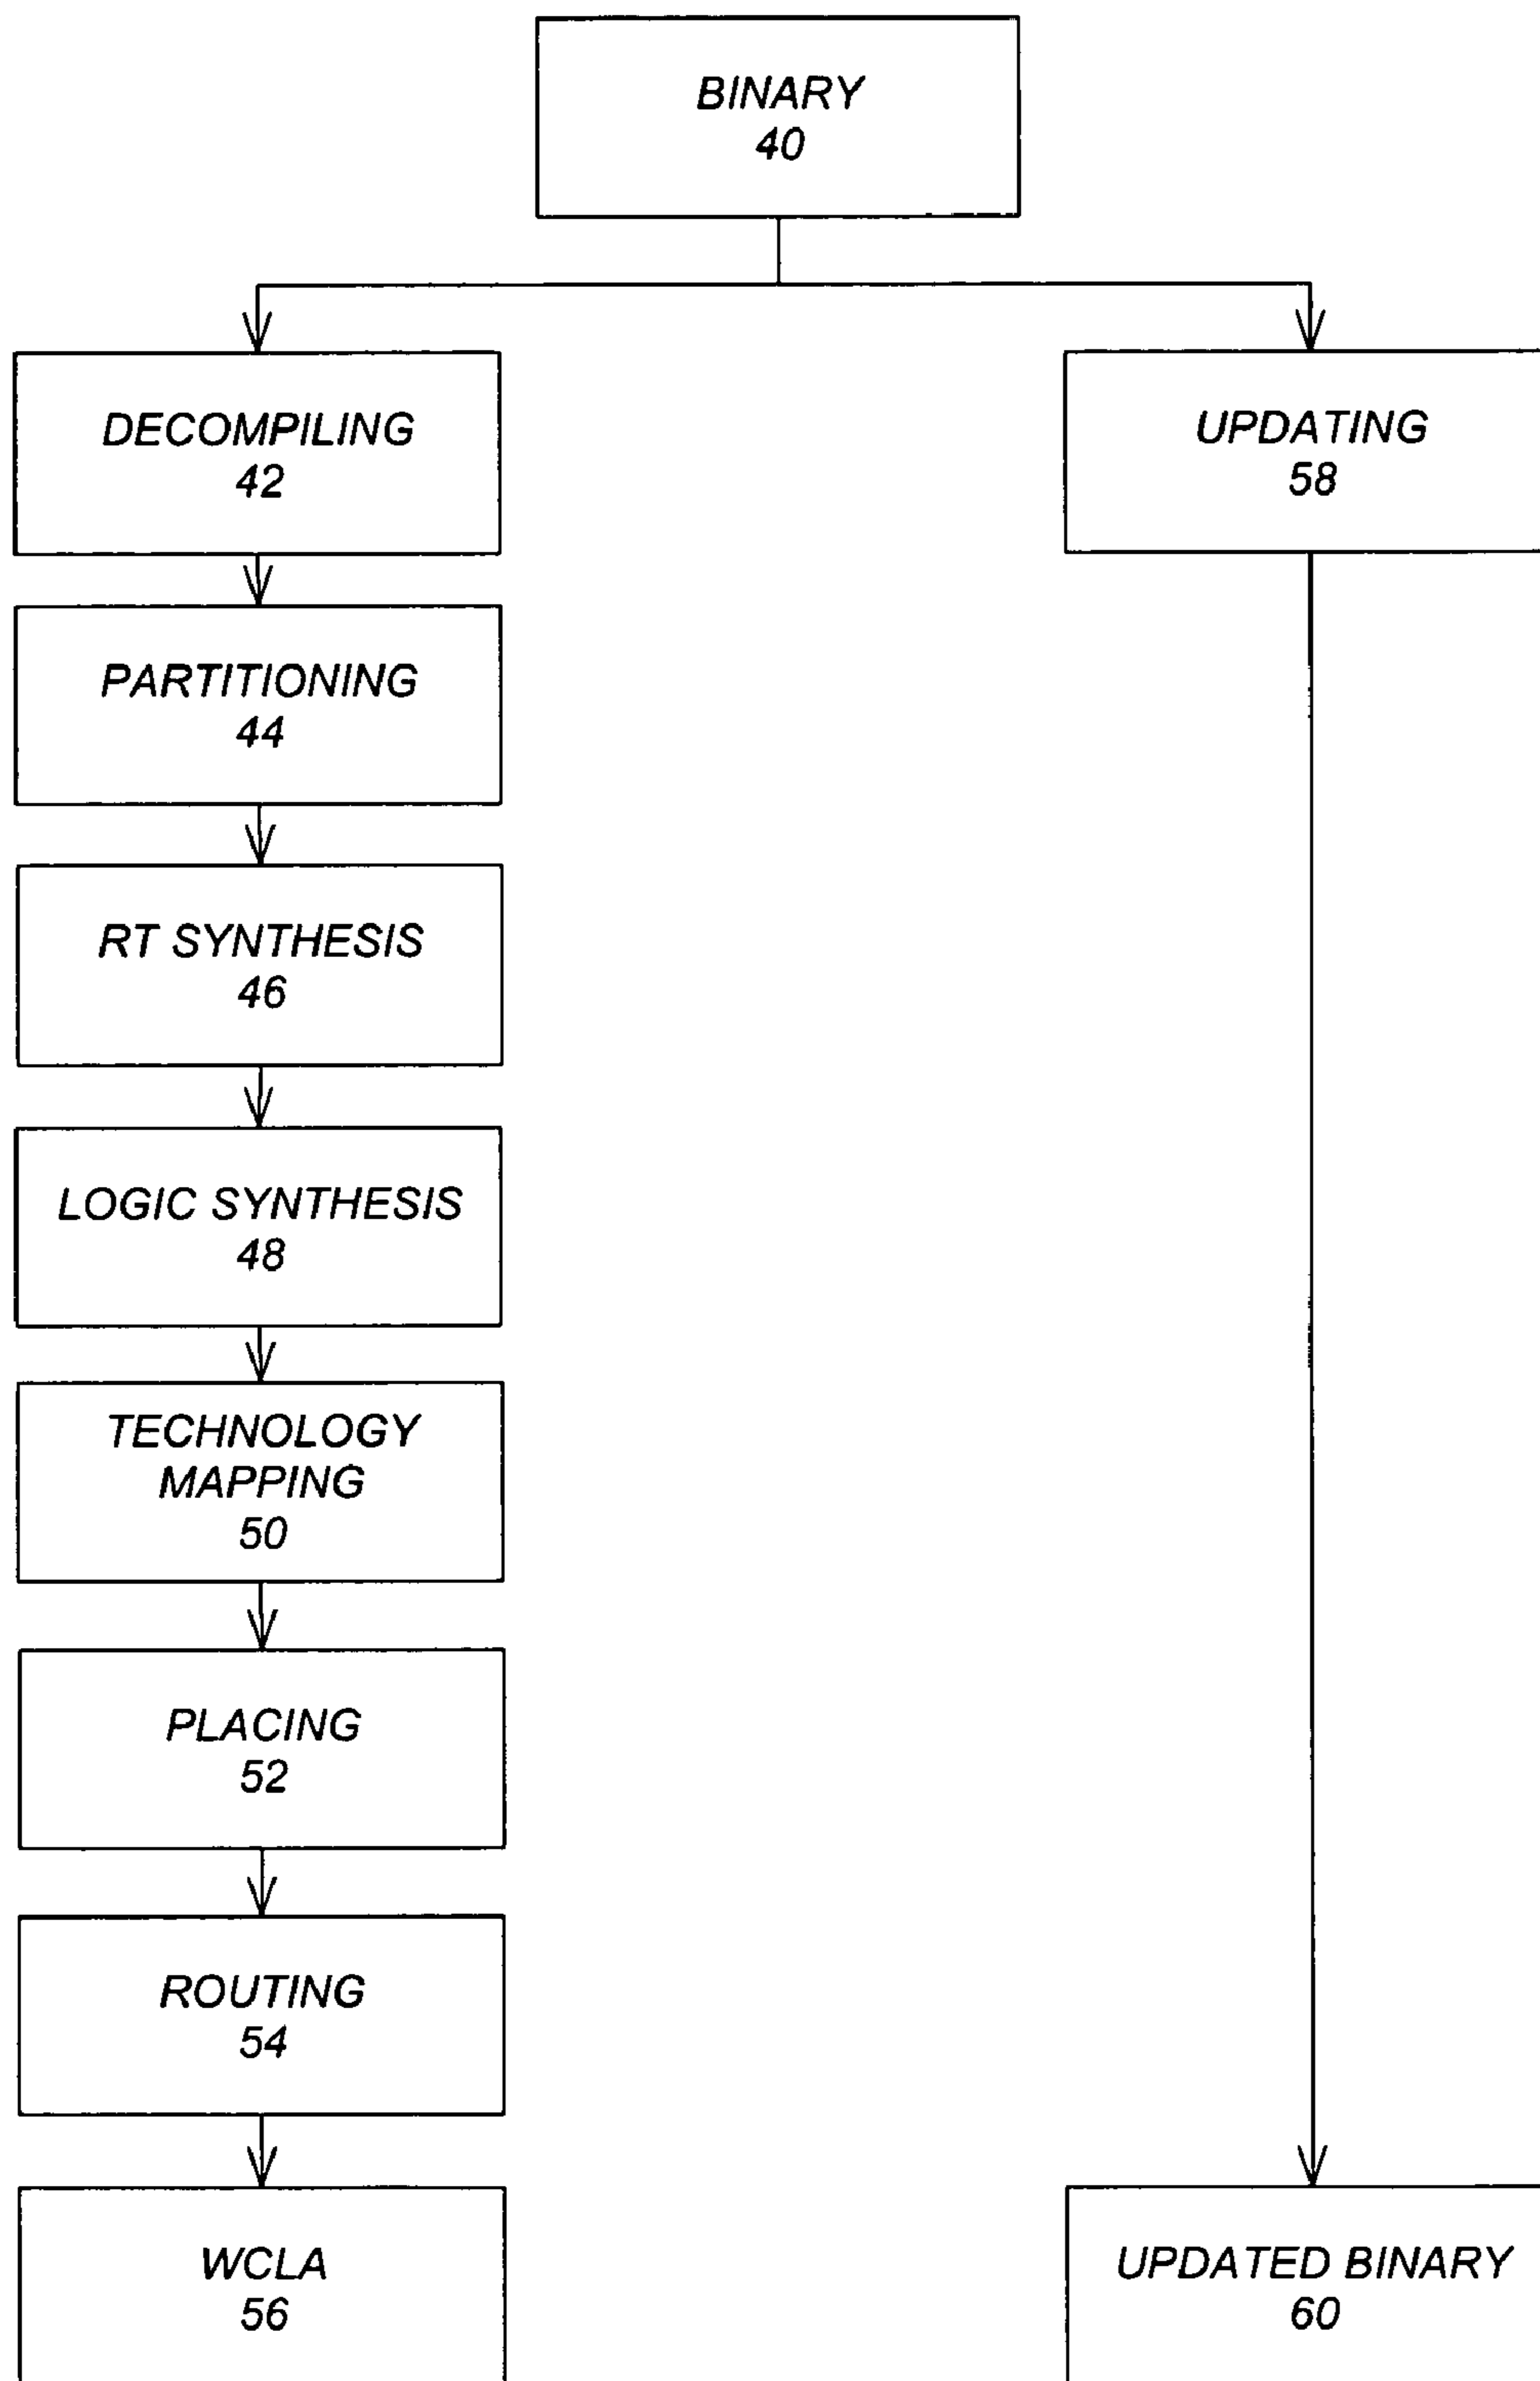 BINARY
40
DECOMPILING
42
UPDATING
58
PARTITIONING
44
RT SYNTHESIS
46
LOGIC SYNTHESIS
48
TECHNOLOGY
MAPPING
50
PLACING
52
ROUTING
54
WCLA
56
UPDATED BINARY
60